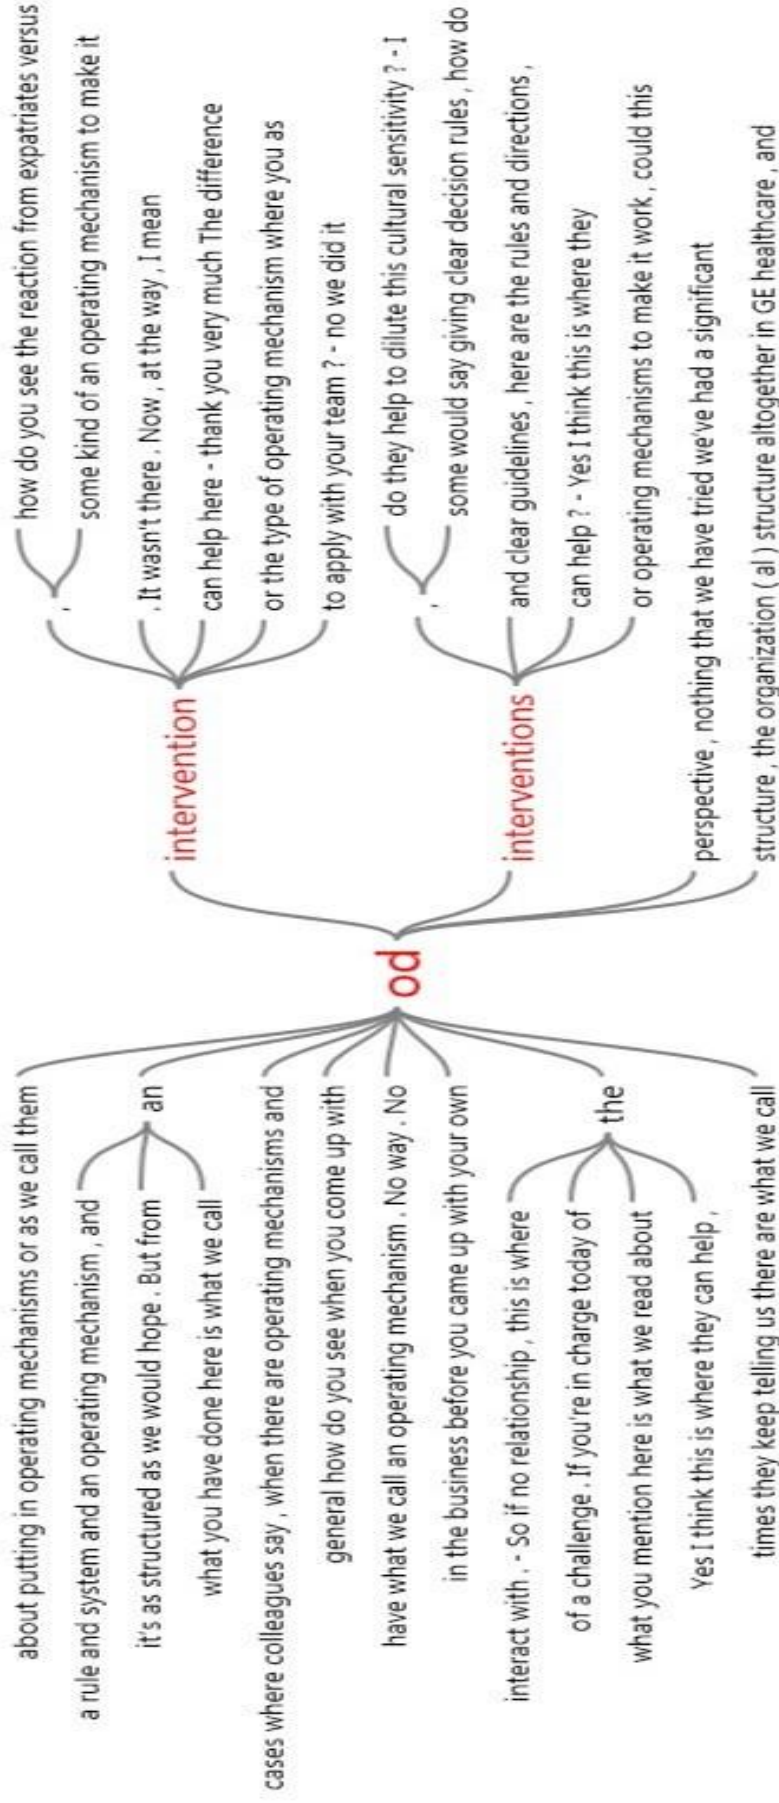 about putting in operating mechanisms or as we call them
a rule and system and an operating mechanism , and
it's as structured as we would hope . But from
what you have done here is what we call
an
cases where colleagues say , when there are operating mechanisms and
general how do you see when you come up with
have what we call an operating mechanism . No way . No
in the business before you came up with your own
interact with . - So if no relationship , this is where
of a challenge . If you're in charge today of
what you mention here is what we read about
Yes I think this is where they can help ,
the
times they keep telling us there are what we call
od
intervention
,
how do you see the reaction from expatriates versus
some kind of an operating mechanism to make it
. It wasn't there . Now , at the way , I mean
can help here - thank you very much The difference
or the type of operating mechanism where you as
to apply with your team ? - no we did it
interventions
,
do they help to dilute this cultural sensitivity ? - I
some would say giving clear decision rules , how do
and clear guidelines , here are the rules and directions ,
can help ? - Yes I think this is where they
or operating mechanisms to make it work , could this
perspective , nothing that we have tried we've had a significant
structure , the organization ( al ) structure altogether in GE healthcare , and